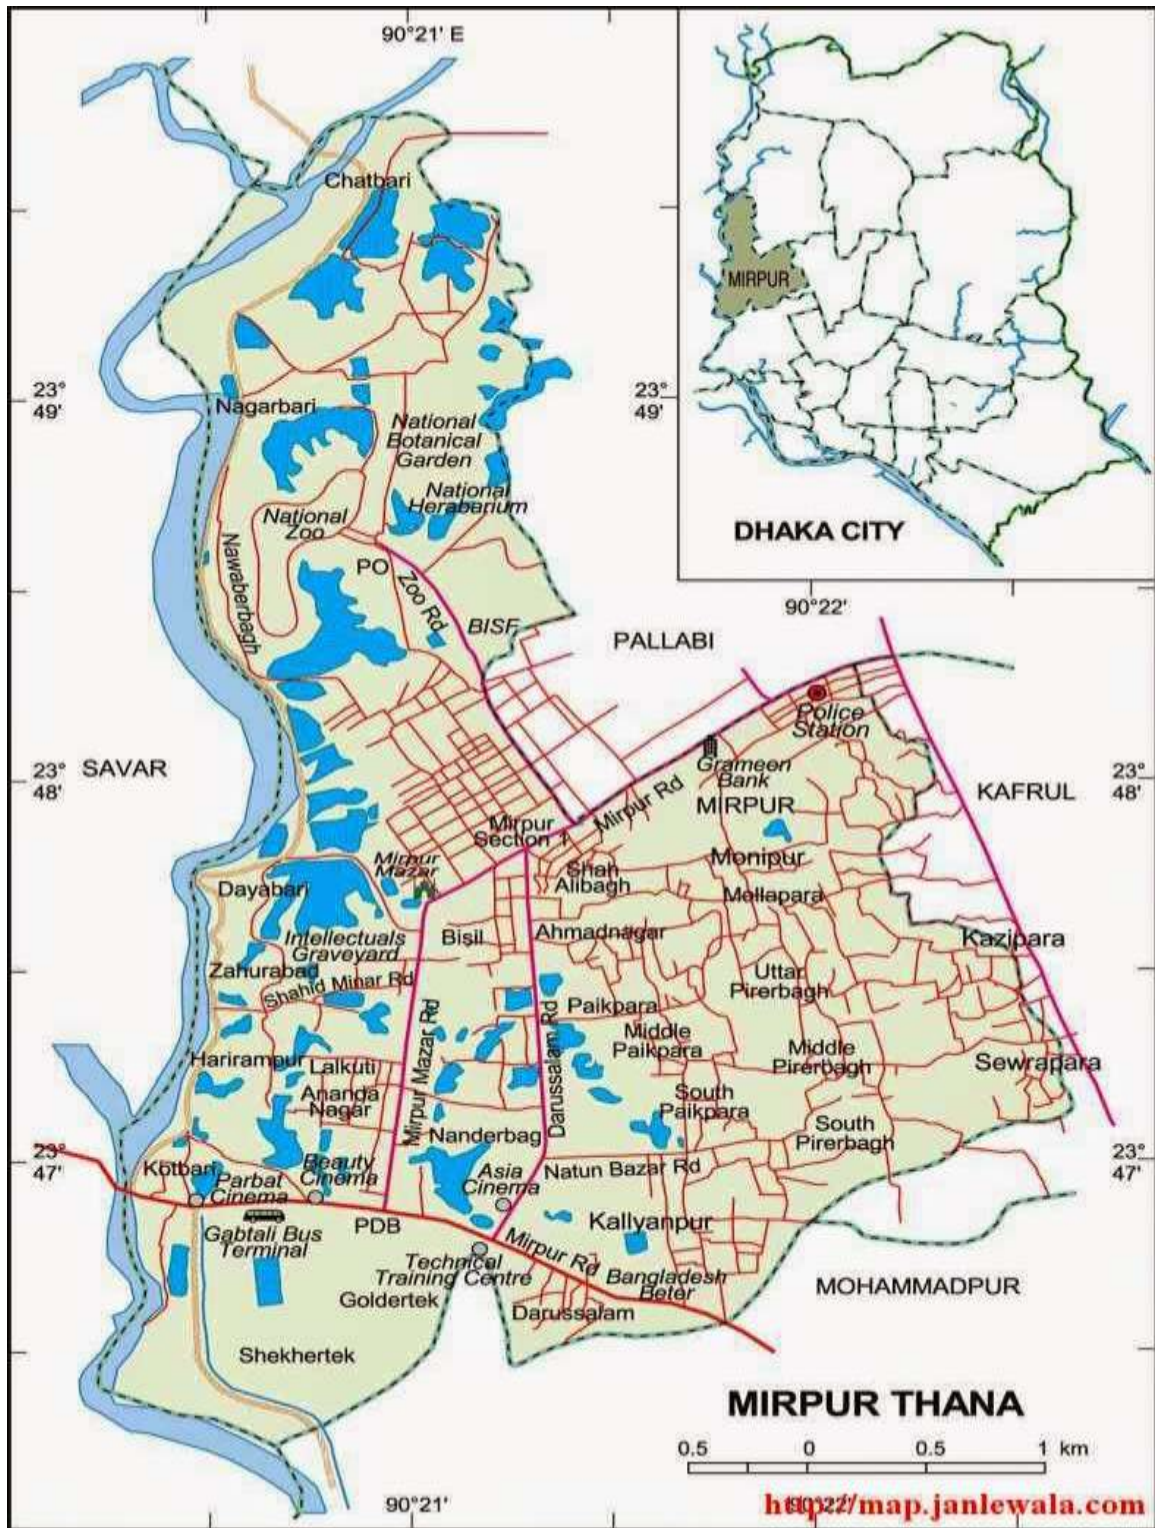 90°21' E
Chatbari
MIRPUR
23°
49'
23°
49'
Nagarbari
National
Botanical
Garden
National
Herabarium
National
Zoo
DHAKA CITY
Nawaberbagh
PO
Zoo Rd
BISF
90°22'
PALLABI
Police
Station
SAVAR
23°
48'
Grameen
Bank
KAFRUL
23°
48'
Mirpur Rd
MIRPUR
Mirpur
Section 1
Mirpur
Mazar
Shah
Alibagh
Monipur
Dayabari
Mollapara
Intellectuals
Graveyard
Bisil
Ahmadnagar
Kazipara
Zahurabad
Shahid Minar Rd
Uttar
Pirerbagh
Paikpara
Mirpur Mazar Rd
Darussalam Rd
Middle
Paikpara
Middle
Pirerbagh
Harirampur
Lalkuti
Sewrapara
Ananda
Nagar
South
Paikpara
Nanderbag
South
Pirerbagh
23°
47'
23°
47'
Kotbari
Beauty
Cinema
Parbat
Cinema
Asia
Cinema
Natun Bazar Rd
PDB
Kallyanpur
Gabtali Bus
Terminal
Mirpur Rd
Technical
Training Centre
Bangladesh
Beter
MOHAMMADPUR
Goldertek
Darussalam
Shekhertek
MIRPUR THANA
0.5 0 0.5 1 km
90°21'
90°22'
http://map.janlewala.com